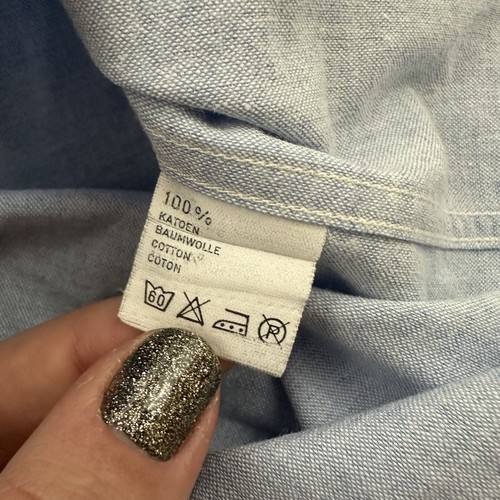 100%
KATOEN
BAUMWOLLE
COTTON
COTON
60 P